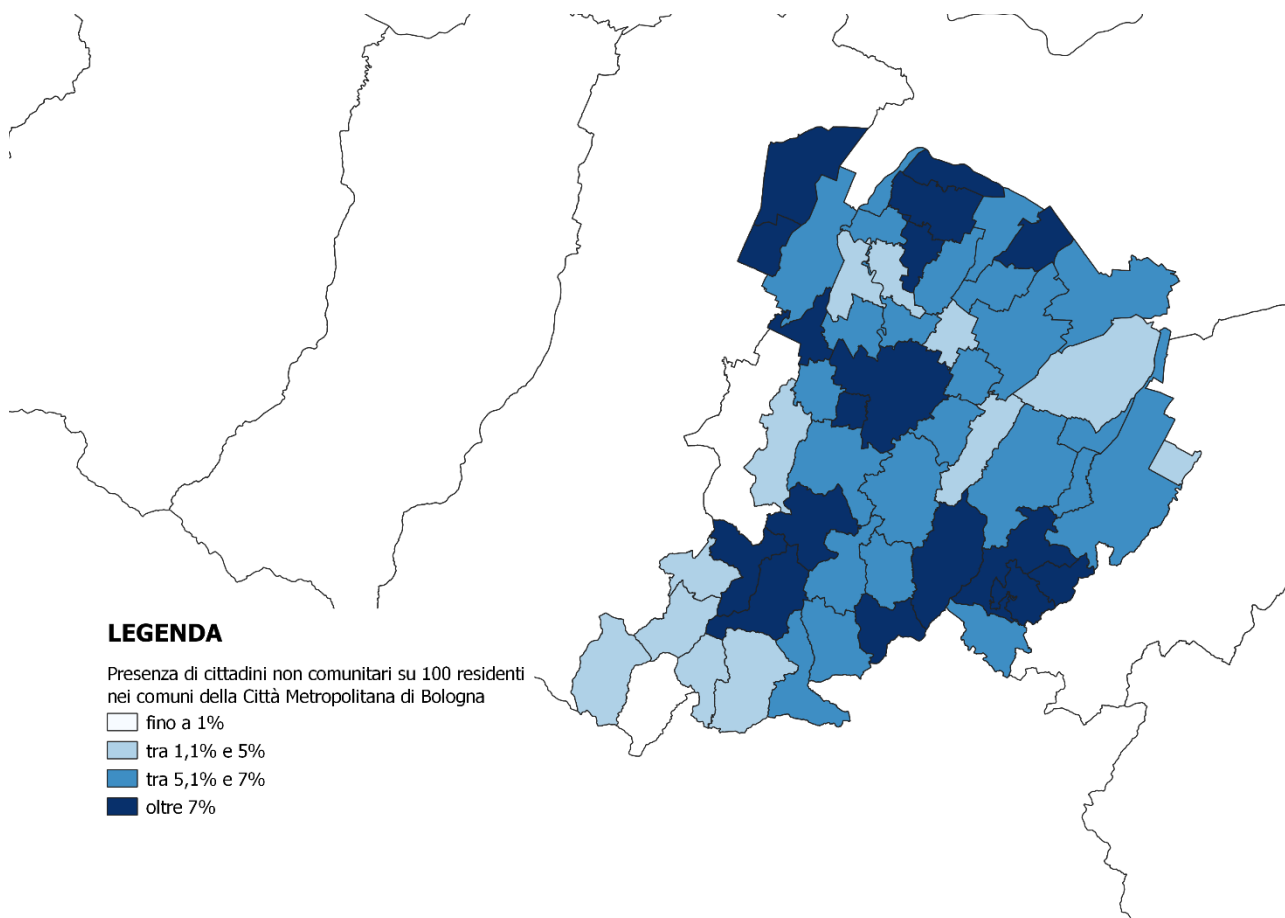 LEGENDA
Presenza di cittadini non comunitari su 100 residenti
nei comuni della Città Metropolitana di Bologna
fino a 1%
tra 1,1% e 5%
tra 5,1% e 7%
oltre 7%